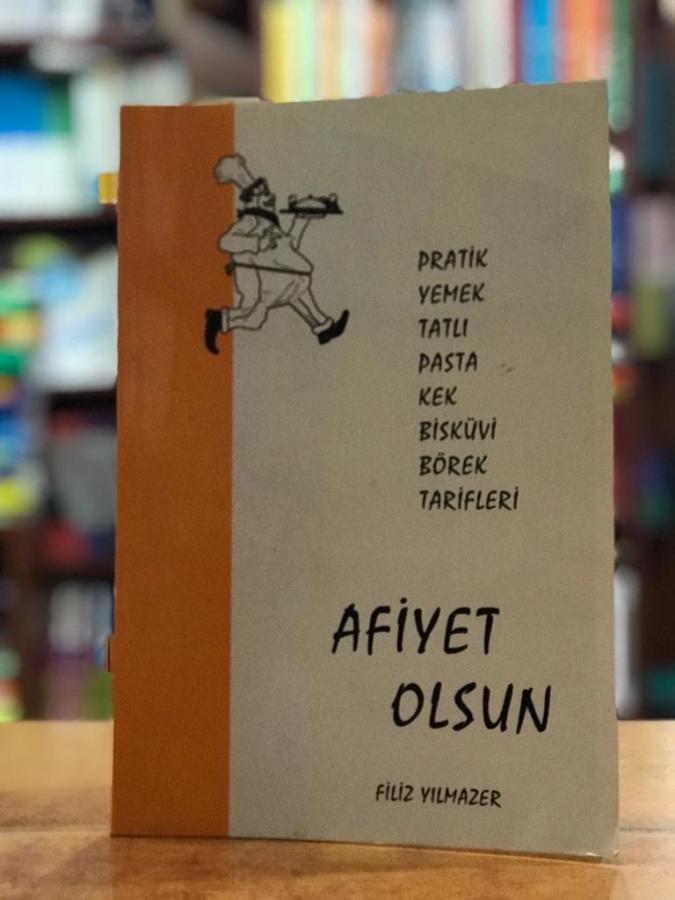 PRATİK
YEMEK
TATLI
PASTA
KEK
BİSKÜVİ
BÖREK
TARİFLERİ
AFİYET
OLSUN
FİLİZ YILMAZER